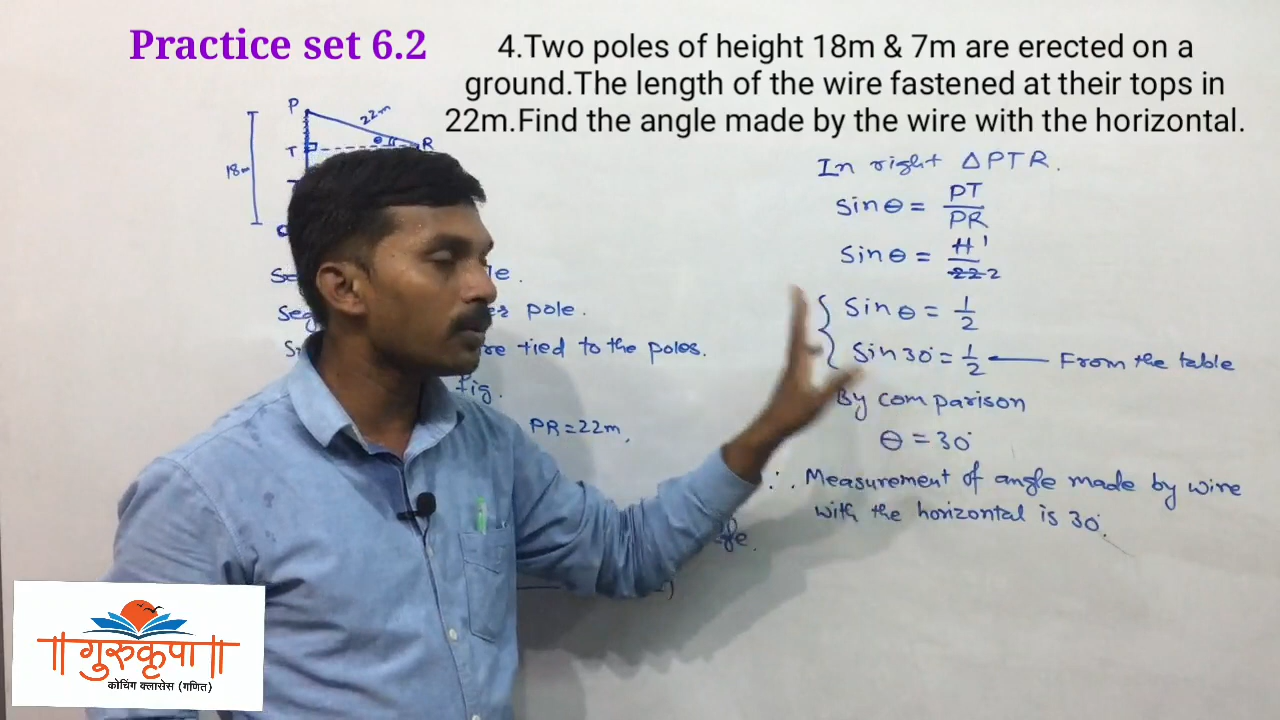 Practice set 6.2
4.Two poles of height 18m & 7m are erected on a
ground.The length of the wire fastened at their tops in
22m.Find the angle made by the wire with the horizontal.
P
22m
θ
R
T
18m
pole.
re tied to the poles.
fig.
PR=22m,
In right △PTR.
Sinθ = PT/PR
Sinθ = 11 1/22 2
Sinθ = 1/2
Sin30°= 1/2 From the table
By comparison
θ = 30°
∴ Measurement of angle made by wire
with the horizontal is 30°.
॥ गुरुकृपा ॥
कोचिंग क्लासेस (गणित)